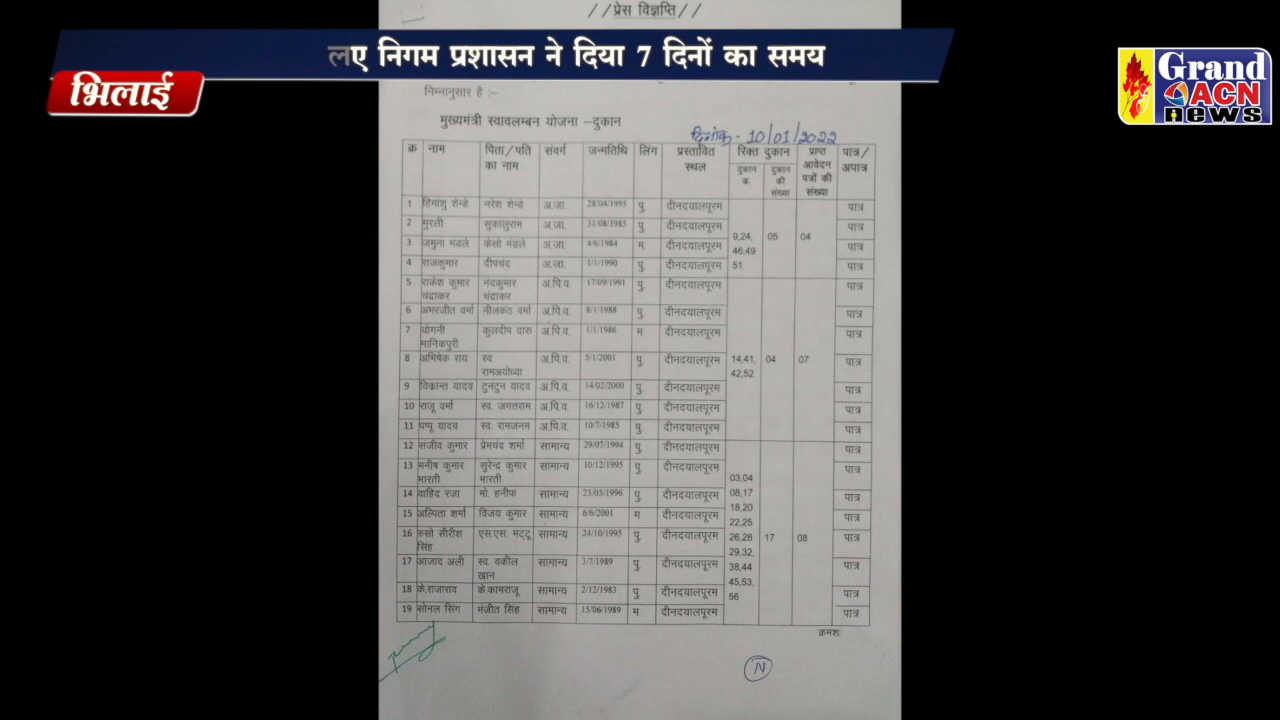 //प्रेस विज्ञप्ति//
लए निगम प्रशासन ने दिया 7 दिनों का समय
भिलाई
Grand
ACN
news
निम्नानुसार है :–
मुख्यमंत्री स्वावलम्बन योजना –दुकान
दिनांक - 10/01/2022
क्र नाम पिता/पति का नाम संवर्ग जन्मतिथि लिंग प्रस्तावित स्थल रिक्त दुकान प्राप्त आवेदन पत्रों की संख्या पात्र/अपात्र
दुकान क. दुकान की संख्या
1 हिमांशु शेन्डे नरेश शेन्डे अ.जा. 28/04/1995 पु. दीनदयालपूरम पात्र
2 मुरली सुकालुराम अ.जा. 31/08/1985 पु. दीनदयालपूरम पात्र
3 जमुना मंडले केसो मंडले अ.जा. 4/6/1984 म. दीनदयालपूरम पात्र
4 राजकुमार दीपचंद अ.जा. 1/1/1990 पु. दीनदयालपूरम पात्र
9,24, 46,49 51 05 04
5 राकेश कुमार चंद्राकर नंदकुमार चंद्राकर अ.पि.व. 17/09/1991 पु. दीनदयालपूरम पात्र
6 अमरजीत वर्मा नीलकंठ वर्मा अ.पि.व. 8/1/1988 पु. दीनदयालपूरम पात्र
7 योगनी मानिकपुरी कुलदीप दास अ.पि.व. 1/1/1986 म दीनदयालपूरम पात्र
8 अभिषेक राय स्व. रामअयोध्या अ.पि.व. 5/1/2001 पु. दीनदयालपूरम 14,41, 42,52 04 07 पात्र
9 विक्रान्त यादव टुनटुन यादव अ.पि.व. 14/02/2000 पु. दीनदयालपूरम पात्र
10 राजू वर्मा स्व. जगतराम अ.पि.व. 16/12/1987 पु. दीनदयालपूरम पात्र
11 पप्पू यादव स्व. रामजनम अ.पि.व. 10/7/1985 पु. दीनदयालपूरम पात्र
12 संजीव कुमार प्रेमचंद शर्मा सामान्य 29/07/1994 पु. दीनदयालपूरम पात्र
13 मनीष कुमार भारती सुरेन्द्र कुमार भारती सामान्य 10/12/1995 पु. दीनदयालपूरम पात्र
14 वाहिद रजा मो. हनीफ सामान्य 23/05/1996 पु. दीनदयालपूरम पात्र
15 अल्पिता शर्मा विजय कुमार सामान्य 6/6/2001 म दीनदयालपूरम पात्र
16 रुसो सीरीश सिंह एस.एस. मट्टू सामान्य 24/10/1995 पु. दीनदयालपूरम पात्र
17 आजाद अली स्व. वकील खान सामान्य 3/7/1989 पु. दीनदयालपूरम पात्र
18 के.राजाराव के.कामराजू सामान्य 2/12/1983 पु. दीनदयालपूरम पात्र
19 सोनल सिंग मंजीत सिंह सामान्य 15/06/1989 म दीनदयालपूरम पात्र
03,04 08,17 18,20 22,25 26,28 29,32, 38,44 45,53, 56 17 08
क्रमश:
N